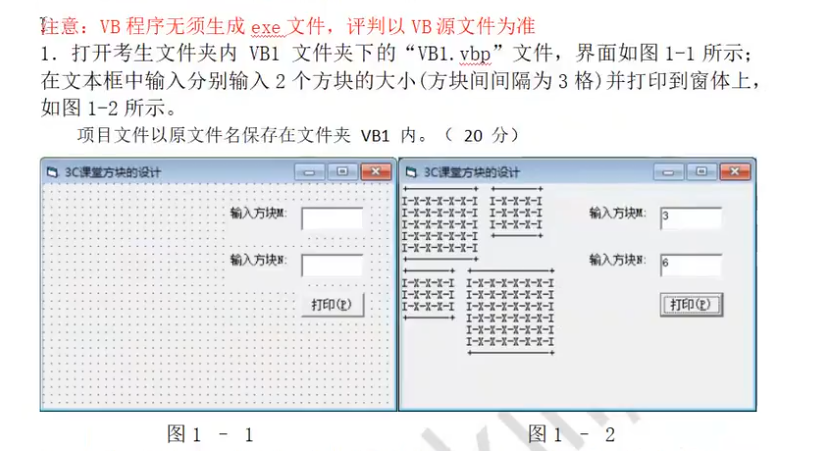 注意：VB 程序无须生成 exe 文件，评判以 VB 源文件为准
1．打开考生文件夹内 VB1 文件夹下的“VB1.vbp”文件，界面如图 1-1 所示；
在文本框中输入分别输入 2 个方块的大小(方块间间隔为 3 格)并打印到窗体上，
如图 1-2 所示。
项目文件以原文件名保存在文件夹 VB1 内。（ 20 分）
3C课堂方块的设计
输入方块M:
输入方块N:
打印(P)
3C课堂方块的设计
+-----------+  +-------+
I-X-X-X-X-X-I  I-X-X-X-I
I-X-X-X-X-X-I  I-X-X-X-I
I-X-X-X-X-X-I  I-X-X-X-I
I-X-X-X-X-X-I  +-------+
I-X-X-X-X-X-I
+-----------+
+-------+  +-------------+
I-X-X-X-I  I-X-X-X-X-X-X-I
I-X-X-X-I  I-X-X-X-X-X-X-I
I-X-X-X-I  I-X-X-X-X-X-X-I
+-------+  I-X-X-X-X-X-X-I
I-X-X-X-X-X-X-I
I-X-X-X-X-X-X-I
+-------------+
输入方块M: 3
输入方块N: 6
打印(P)
图1 – 1
图1 – 2